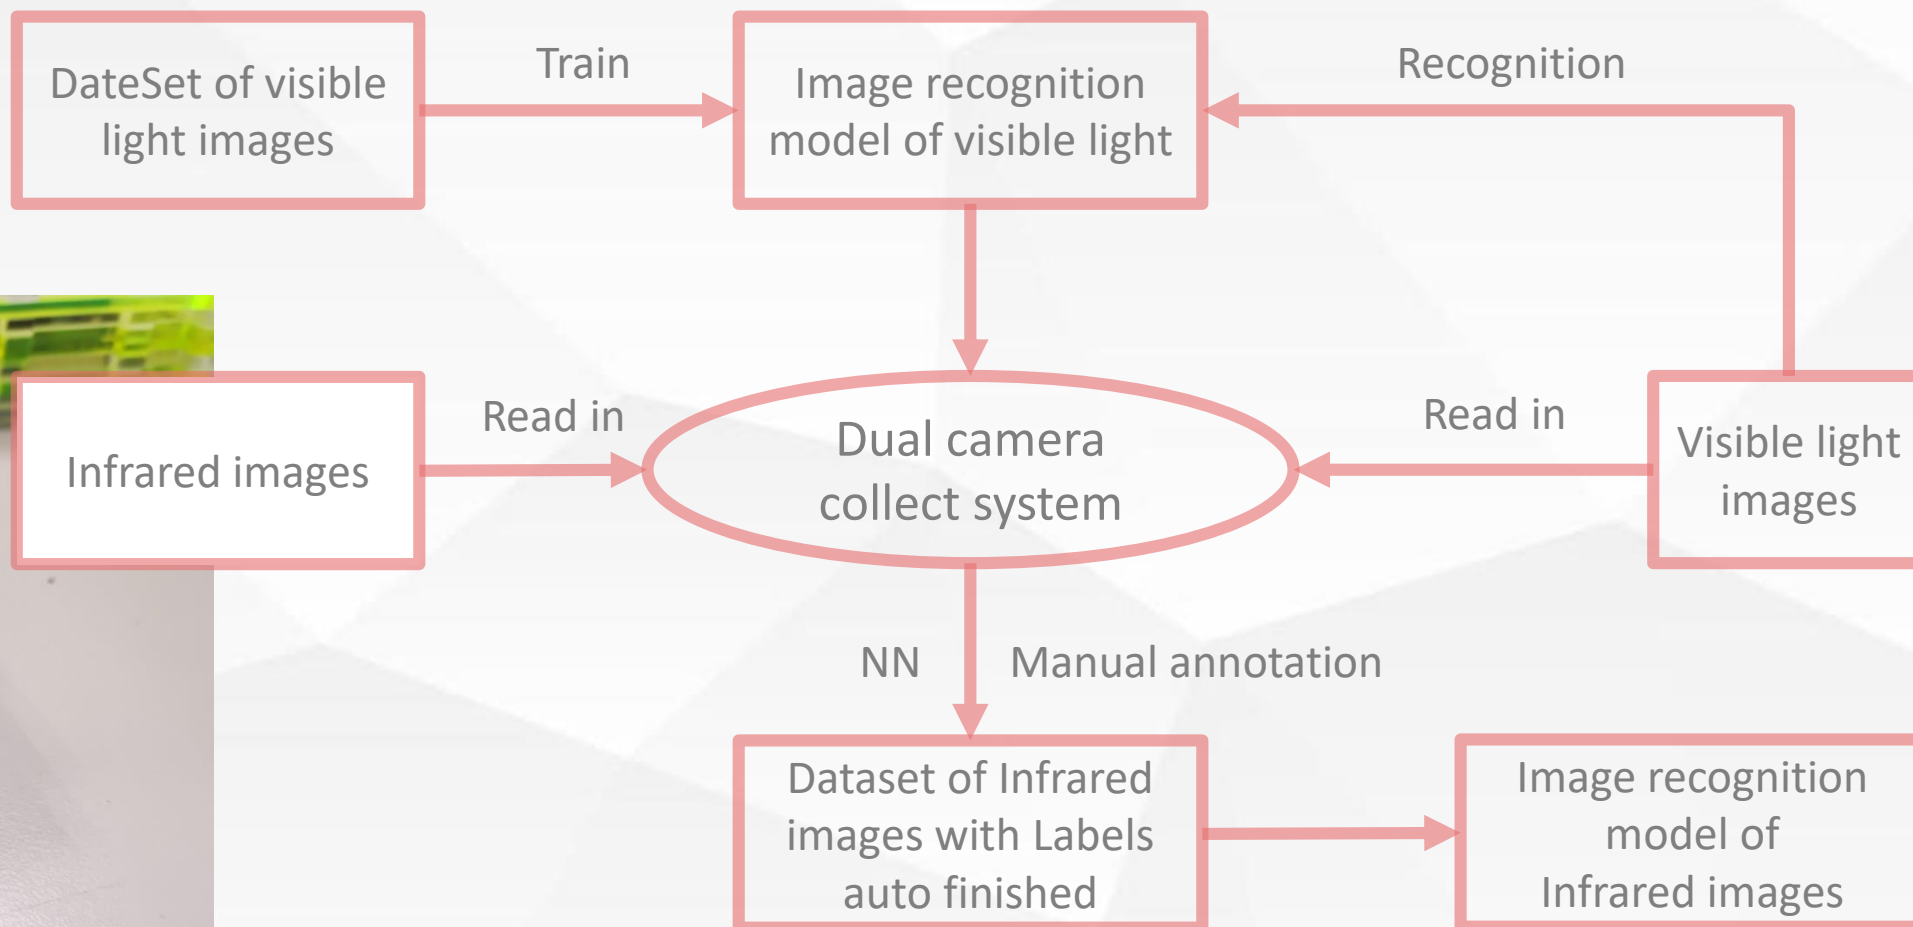 Train
Recognition
DateSet of visible
light images
Image recognition
model of visible light
Read in
Read in
Infrared images
Dual camera
collect system
Visible light
images
NN
Manual annotation
Dataset of Infrared
images with Labels
auto finished
Image recognition
model of
Infrared images